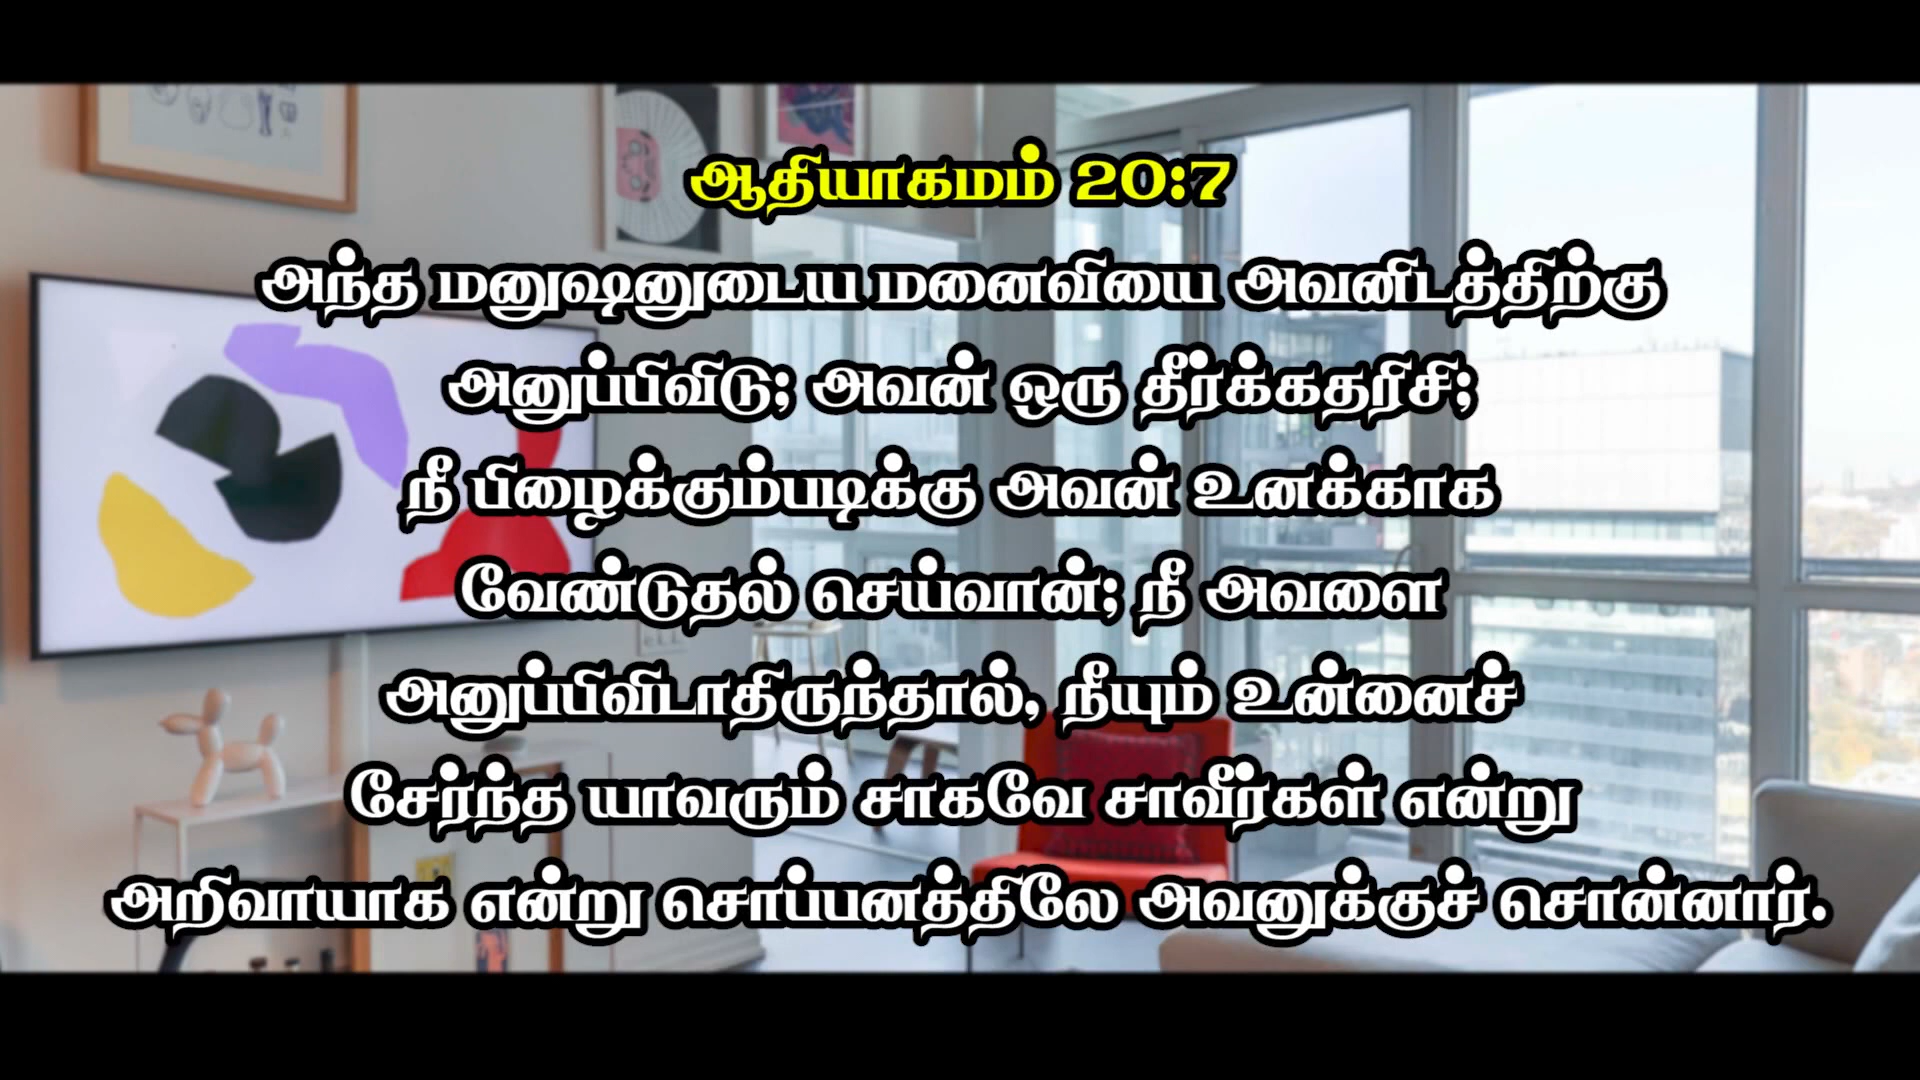 ஆதியாகமம் 20:7
அந்த மனுஷனுடைய மனைவியை அவனிடத்திற்கு
அனுப்பிவிடு; அவன் ஒரு தீர்க்கதரிசி;
நீ பிழைக்கும்படிக்கு அவன் உனக்காக
வேண்டுதல் செய்வான்; நீ அவளை
அனுப்பிவிடாதிருந்தால், நீயும் உன்னைச்
சேர்ந்த யாவரும் சாகவே சாவீர்கள் என்று
அறிவாயாக என்று சொப்பனத்திலே அவனுக்குச் சொன்னார்.